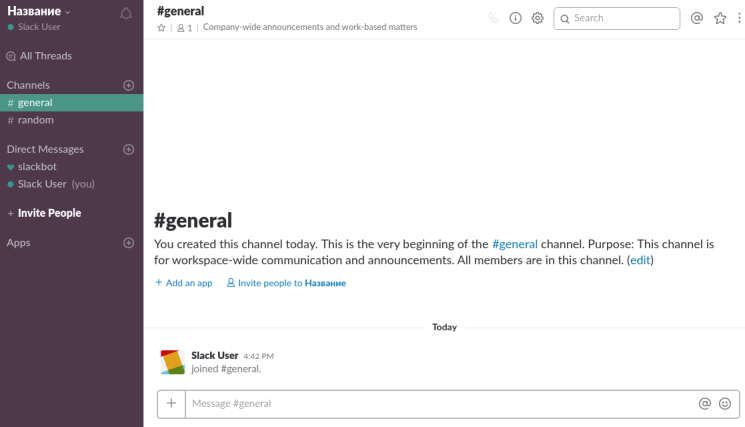 Название
Slack User
All Threads
Channels
# general
# random
Direct Messages
slackbot
Slack User (you)
+ Invite People
Apps
#general
1 | Company-wide announcements and work-based matters
Search
#general
You created this channel today. This is the very beginning of the #general channel. Purpose: This channel is
for workspace-wide communication and announcements. All members are in this channel. (edit)
+ Add an app Invite people to Название
Today
Slack User 4:42 PM
joined #general.
Message #general